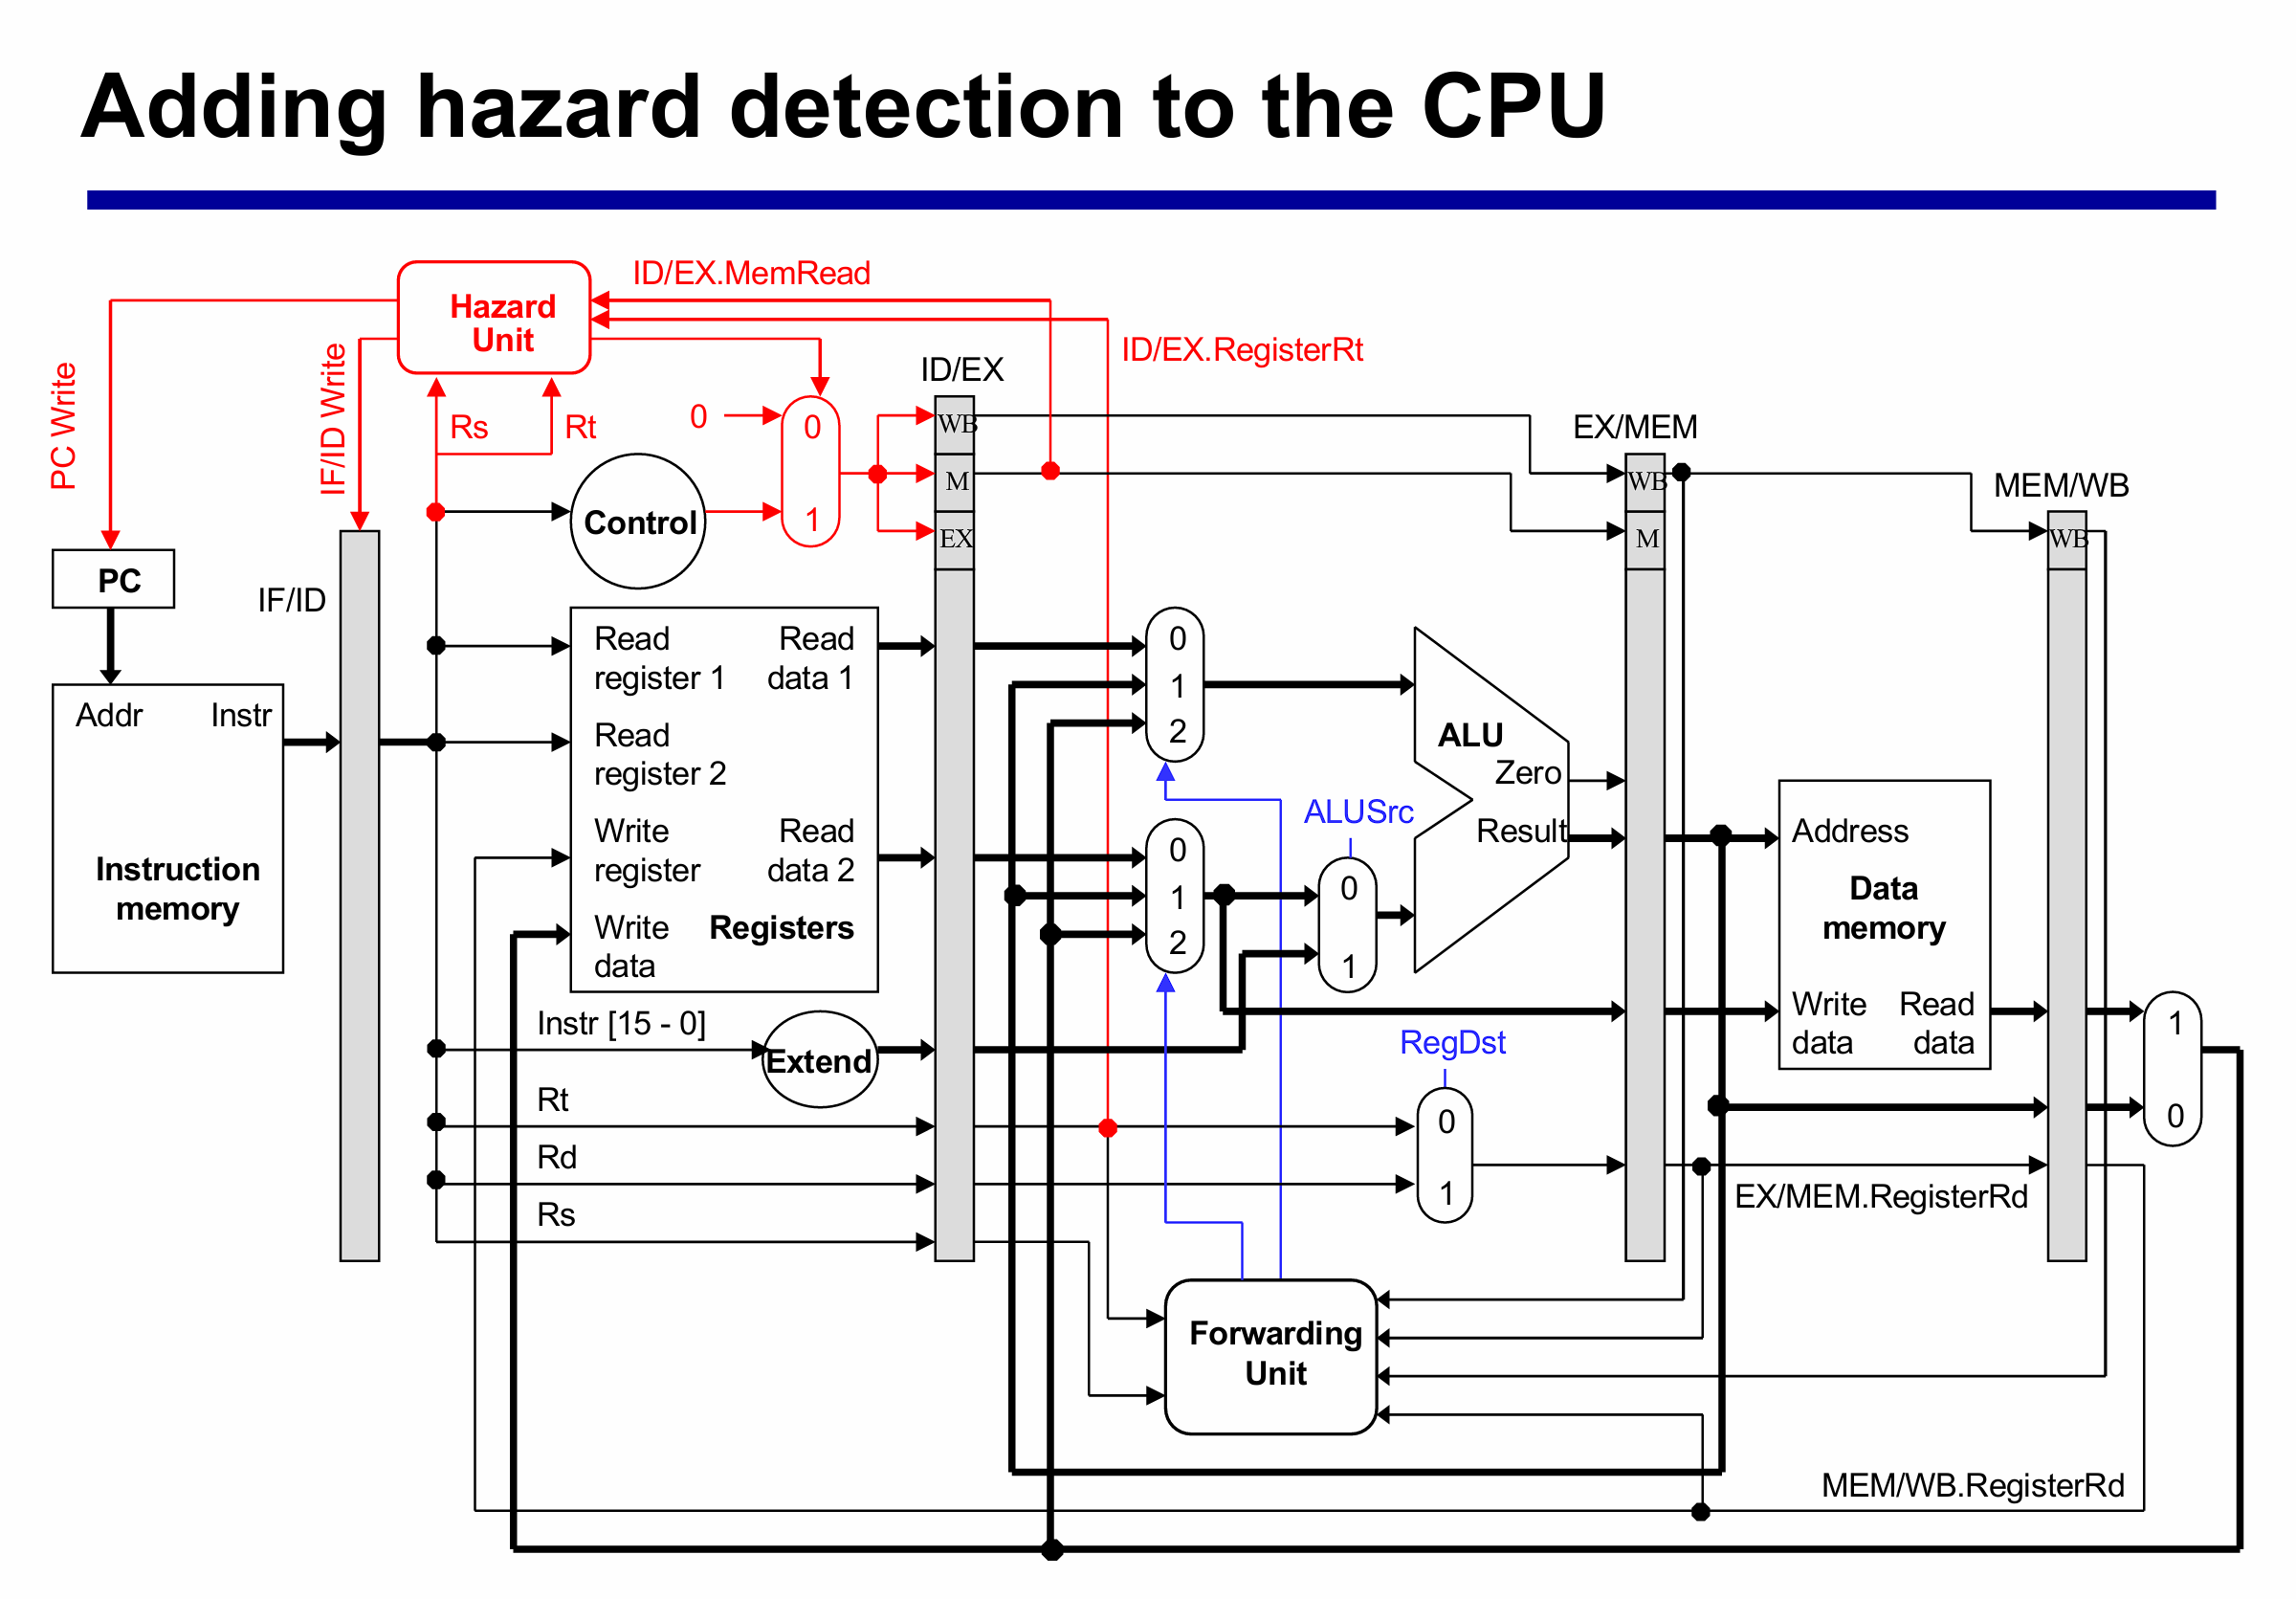 Adding hazard detection to the CPU
ID/EX.MemRead
Hazard
Unit
ID/EX.RegisterRt
PC Write
IF/ID Write
Rs
Rt
0
0
1
ID/EX
WB
M
EX
EX/MEM
WB
M
MEM/WB
WB
Control
PC
IF/ID
Addr
Instr
Instruction
memory
Read
register 1
Read
data 1
Read
register 2
Write
register
Read
data 2
Write
data
Registers
Instr [15 - 0]
Extend
Rt
Rd
Rs
0
1
2
0
1
2
ALUSrc
0
1
ALU
Zero
Result
RegDst
0
1
Address
Data
memory
Write
data
Read
data
1
0
EX/MEM.RegisterRd
Forwarding
Unit
MEM/WB.RegisterRd